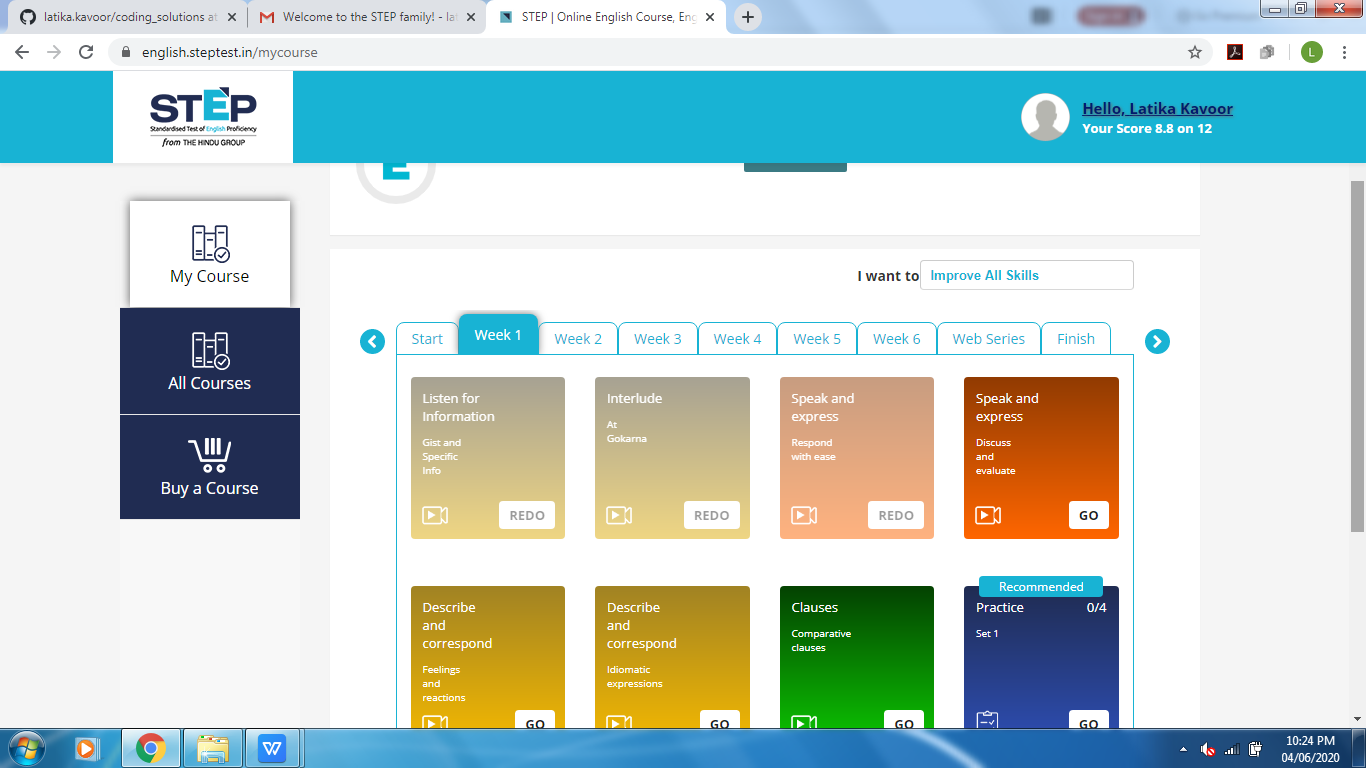 latika.kavoor/coding_solutions at
Welcome to the STEP family! - lat
STEP | Online English Course, Eng
english.steptest.in/mycourse
L
STEP
Standardised Test of English Proficiency
from THE HINDU GROUP
Hello, Latika Kavoor
Your Score 8.8 on 12
E
My Course
All Courses
Buy a Course
I want to
Improve All Skills
Start
Week 1
Week 2
Week 3
Week 4
Week 5
Week 6
Web Series
Finish
Listen for
Information
Gist and
Specific
Info
REDO
Interlude
At
Gokarna
REDO
Speak and
express
Respond
with ease
REDO
Speak and
express
Discuss
and
evaluate
GO
Describe
and
correspond
Feelings
and
reactions
GO
Describe
and
correspond
Idiomatic
expressions
GO
Clauses
Comparative
clauses
GO
Recommended
Practice 0/4
Set 1
GO
W
10:24 PM
04/06/2020